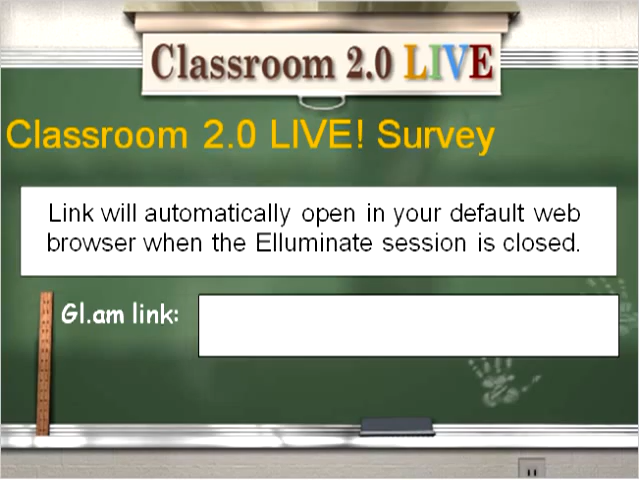 Classroom 2.0 LIVE
Classroom 2.0 LIVE! Survey
Link will automatically open in your default web
browser when the Elluminate session is closed.
Gl.am link: